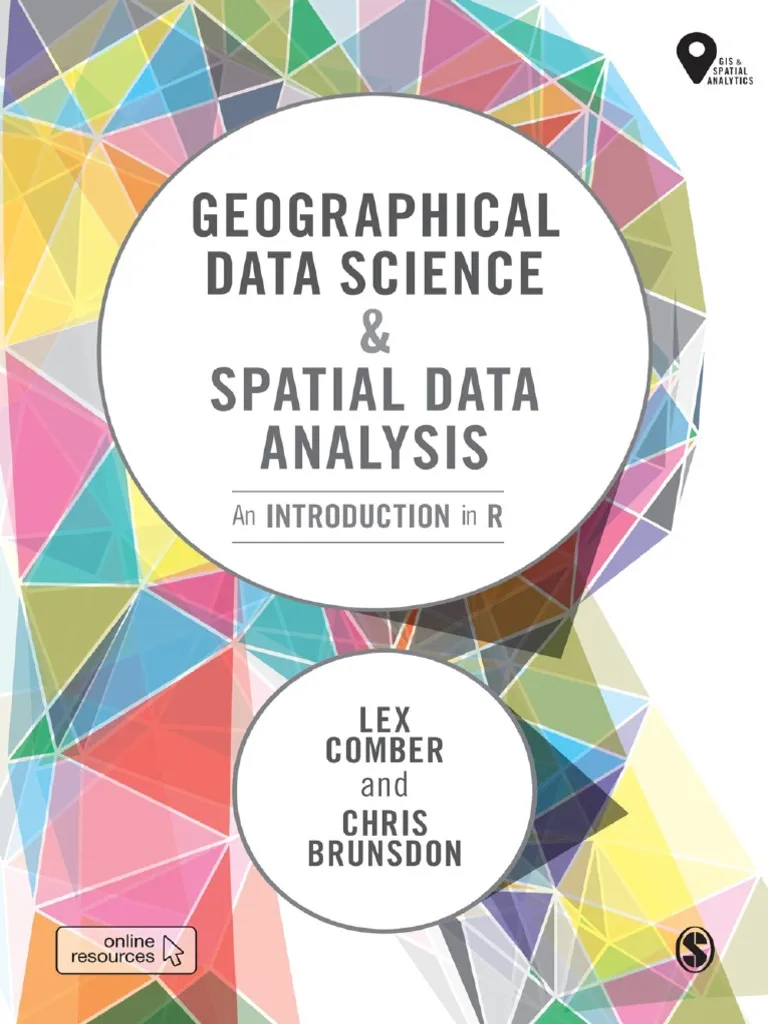 GIS &
SPATIAL
ANALYTICS
GEOGRAPHICAL
DATA SCIENCE
&
SPATIAL DATA
ANALYSIS
An INTRODUCTION in R
LEX
COMBER
and
CHRIS
BRUNSDON
online
resources
S